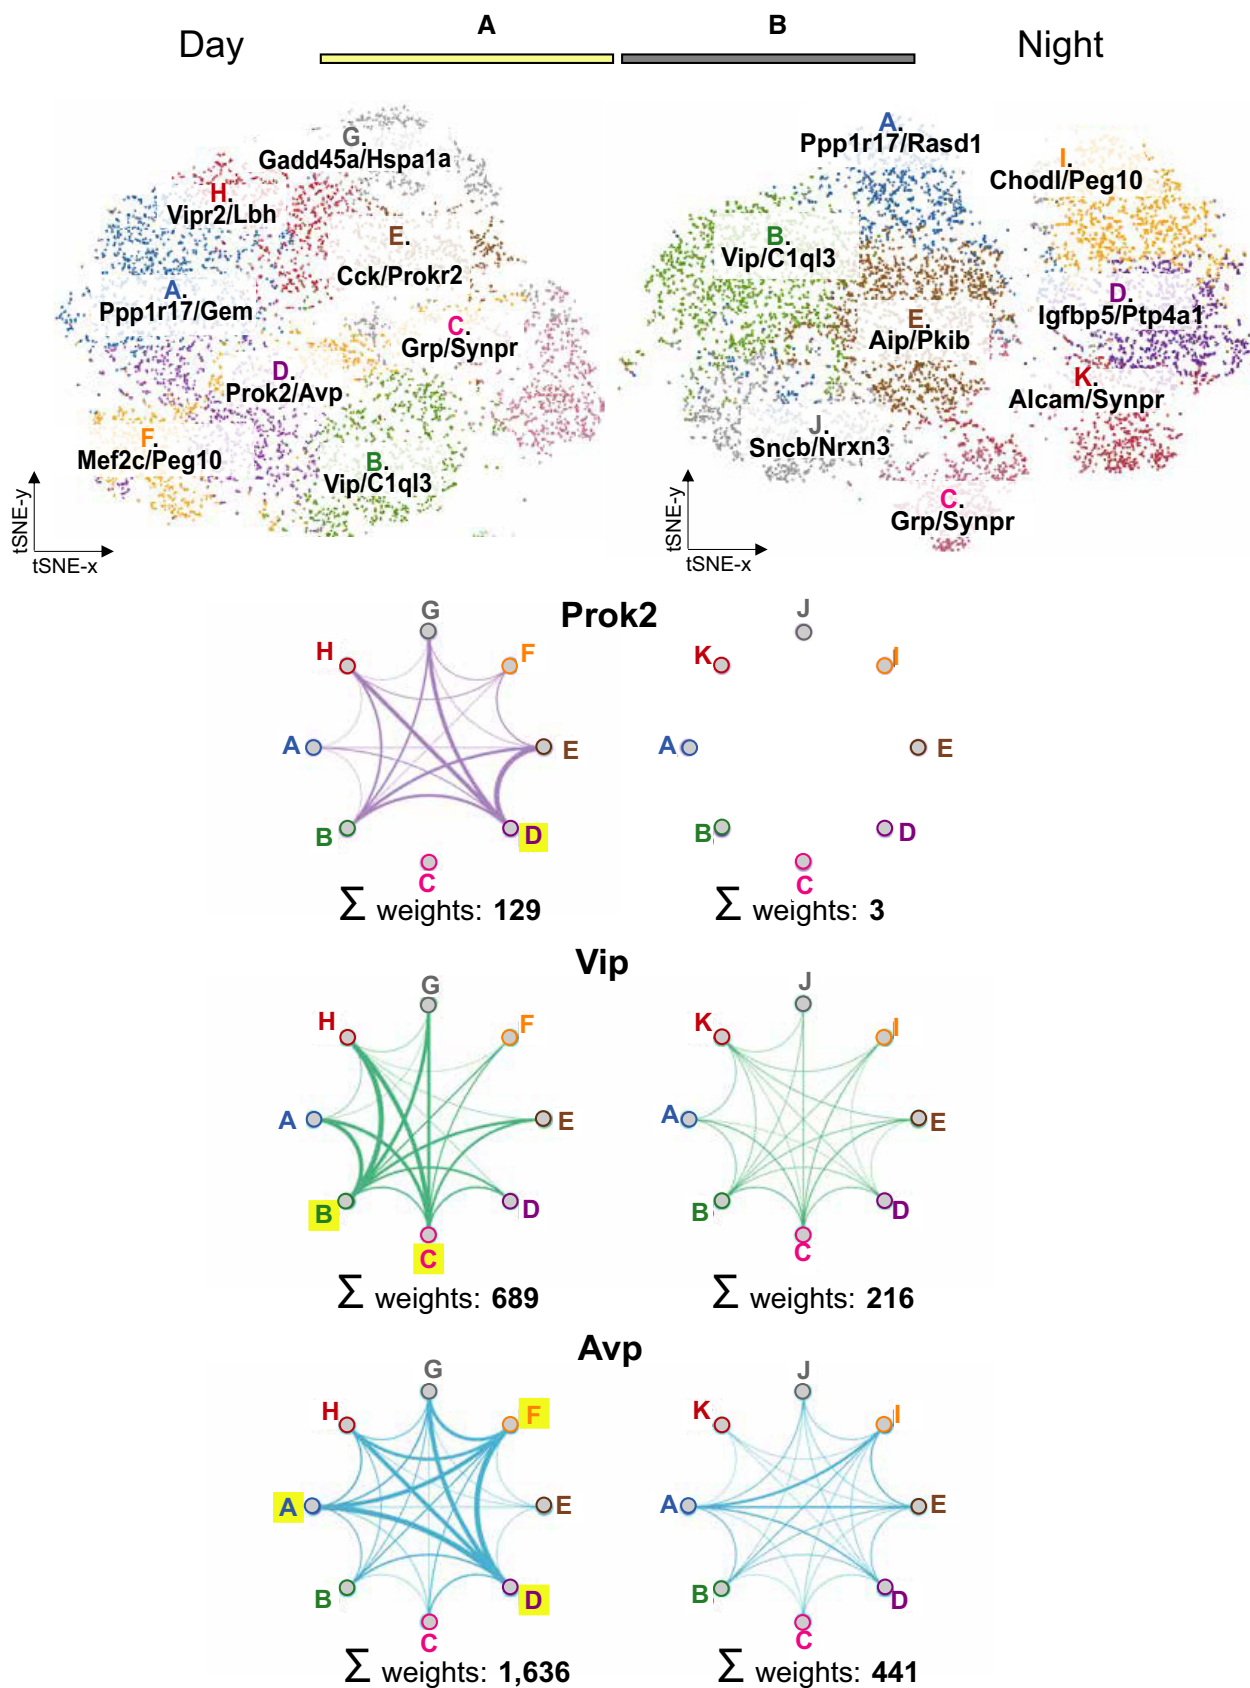 A B
Day Night
G.
Gadd45a/Hspa1a
H.
Vipr2/Lbh
E.
Cck/Prokr2
A.
Ppp1r17/Gem
C.
Grp/Synpr
D.
Prok2/Avp
F.
Mef2c/Peg10
B.
Vip/C1ql3
tSNE-y
tSNE-x
A.
Ppp1r17/Rasd1
I.
Chodl/Peg10
B.
Vip/C1ql3
D.
Igfbp5/Ptp4a1
E.
Aip/Pkib
K.
Alcam/Synpr
J.
Sncb/Nrxn3
C.
Grp/Synpr
tSNE-y
tSNE-x
Prok2
G
H F
A E
B D
C
∑ weights: 129
J
K I
A E
B D
C
∑ weights: 3
Vip
G
H F
A E
B D
C
∑ weights: 689
J
K I
A E
B D
C
∑ weights: 216
Avp
G
H F
A E
B D
C
∑ weights: 1,636
J
K I
A E
B D
C
∑ weights: 441